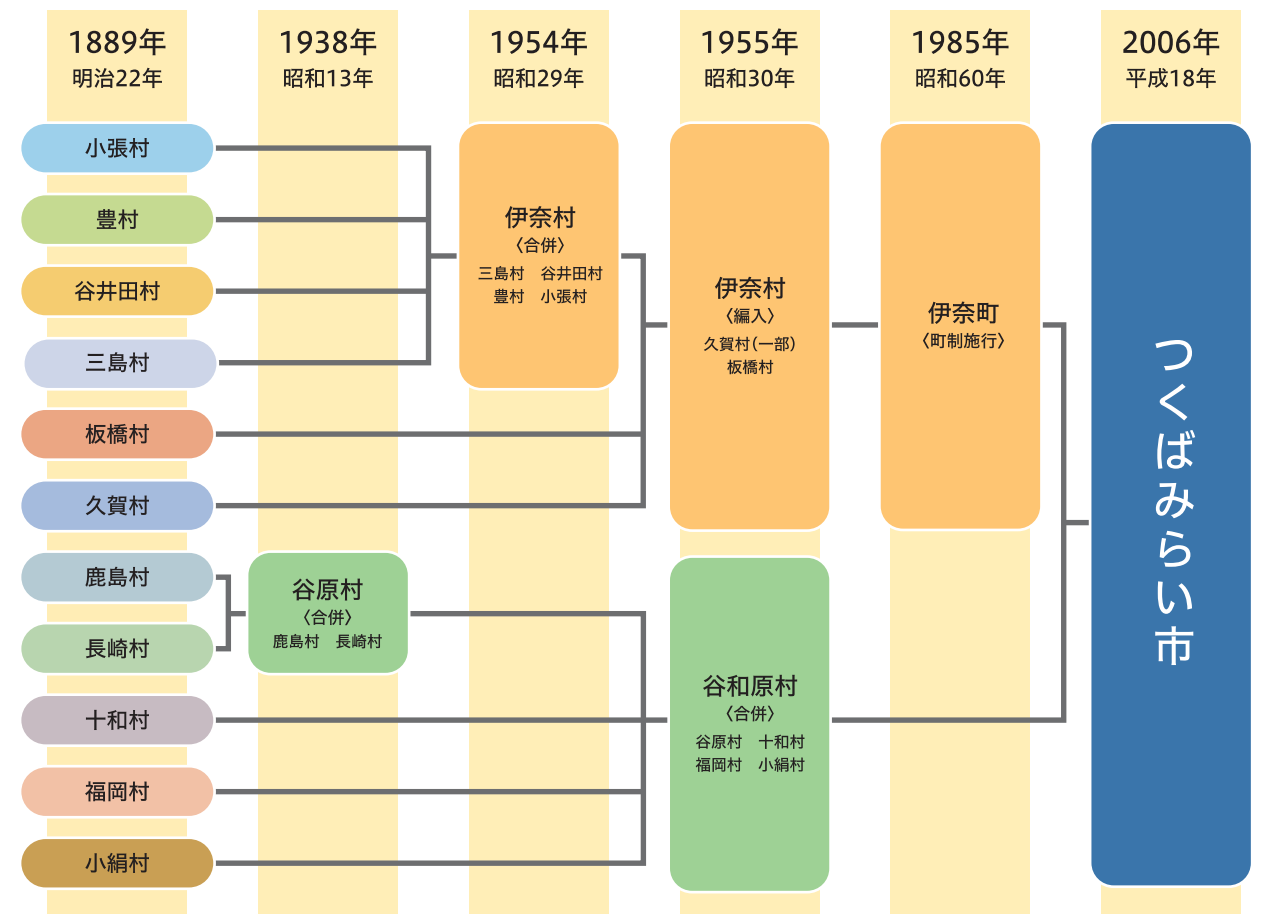 1889年
明治22年
1938年
昭和13年
1954年
昭和29年
1955年
昭和30年
1985年
昭和60年
2006年
平成18年
小張村
豊村
谷井田村
三島村
板橋村
久賀村
鹿島村
長崎村
十和村
福岡村
小絹村
谷原村
〈合併〉
鹿島村　長崎村
伊奈村
〈合併〉
三島村　谷井田村
豊村　小張村
伊奈村
〈編入〉
久賀村(一部)
板橋村
谷和原村
〈合併〉
谷原村　十和村
福岡村　小絹村
伊奈町
〈町制施行〉
つくばみらい市